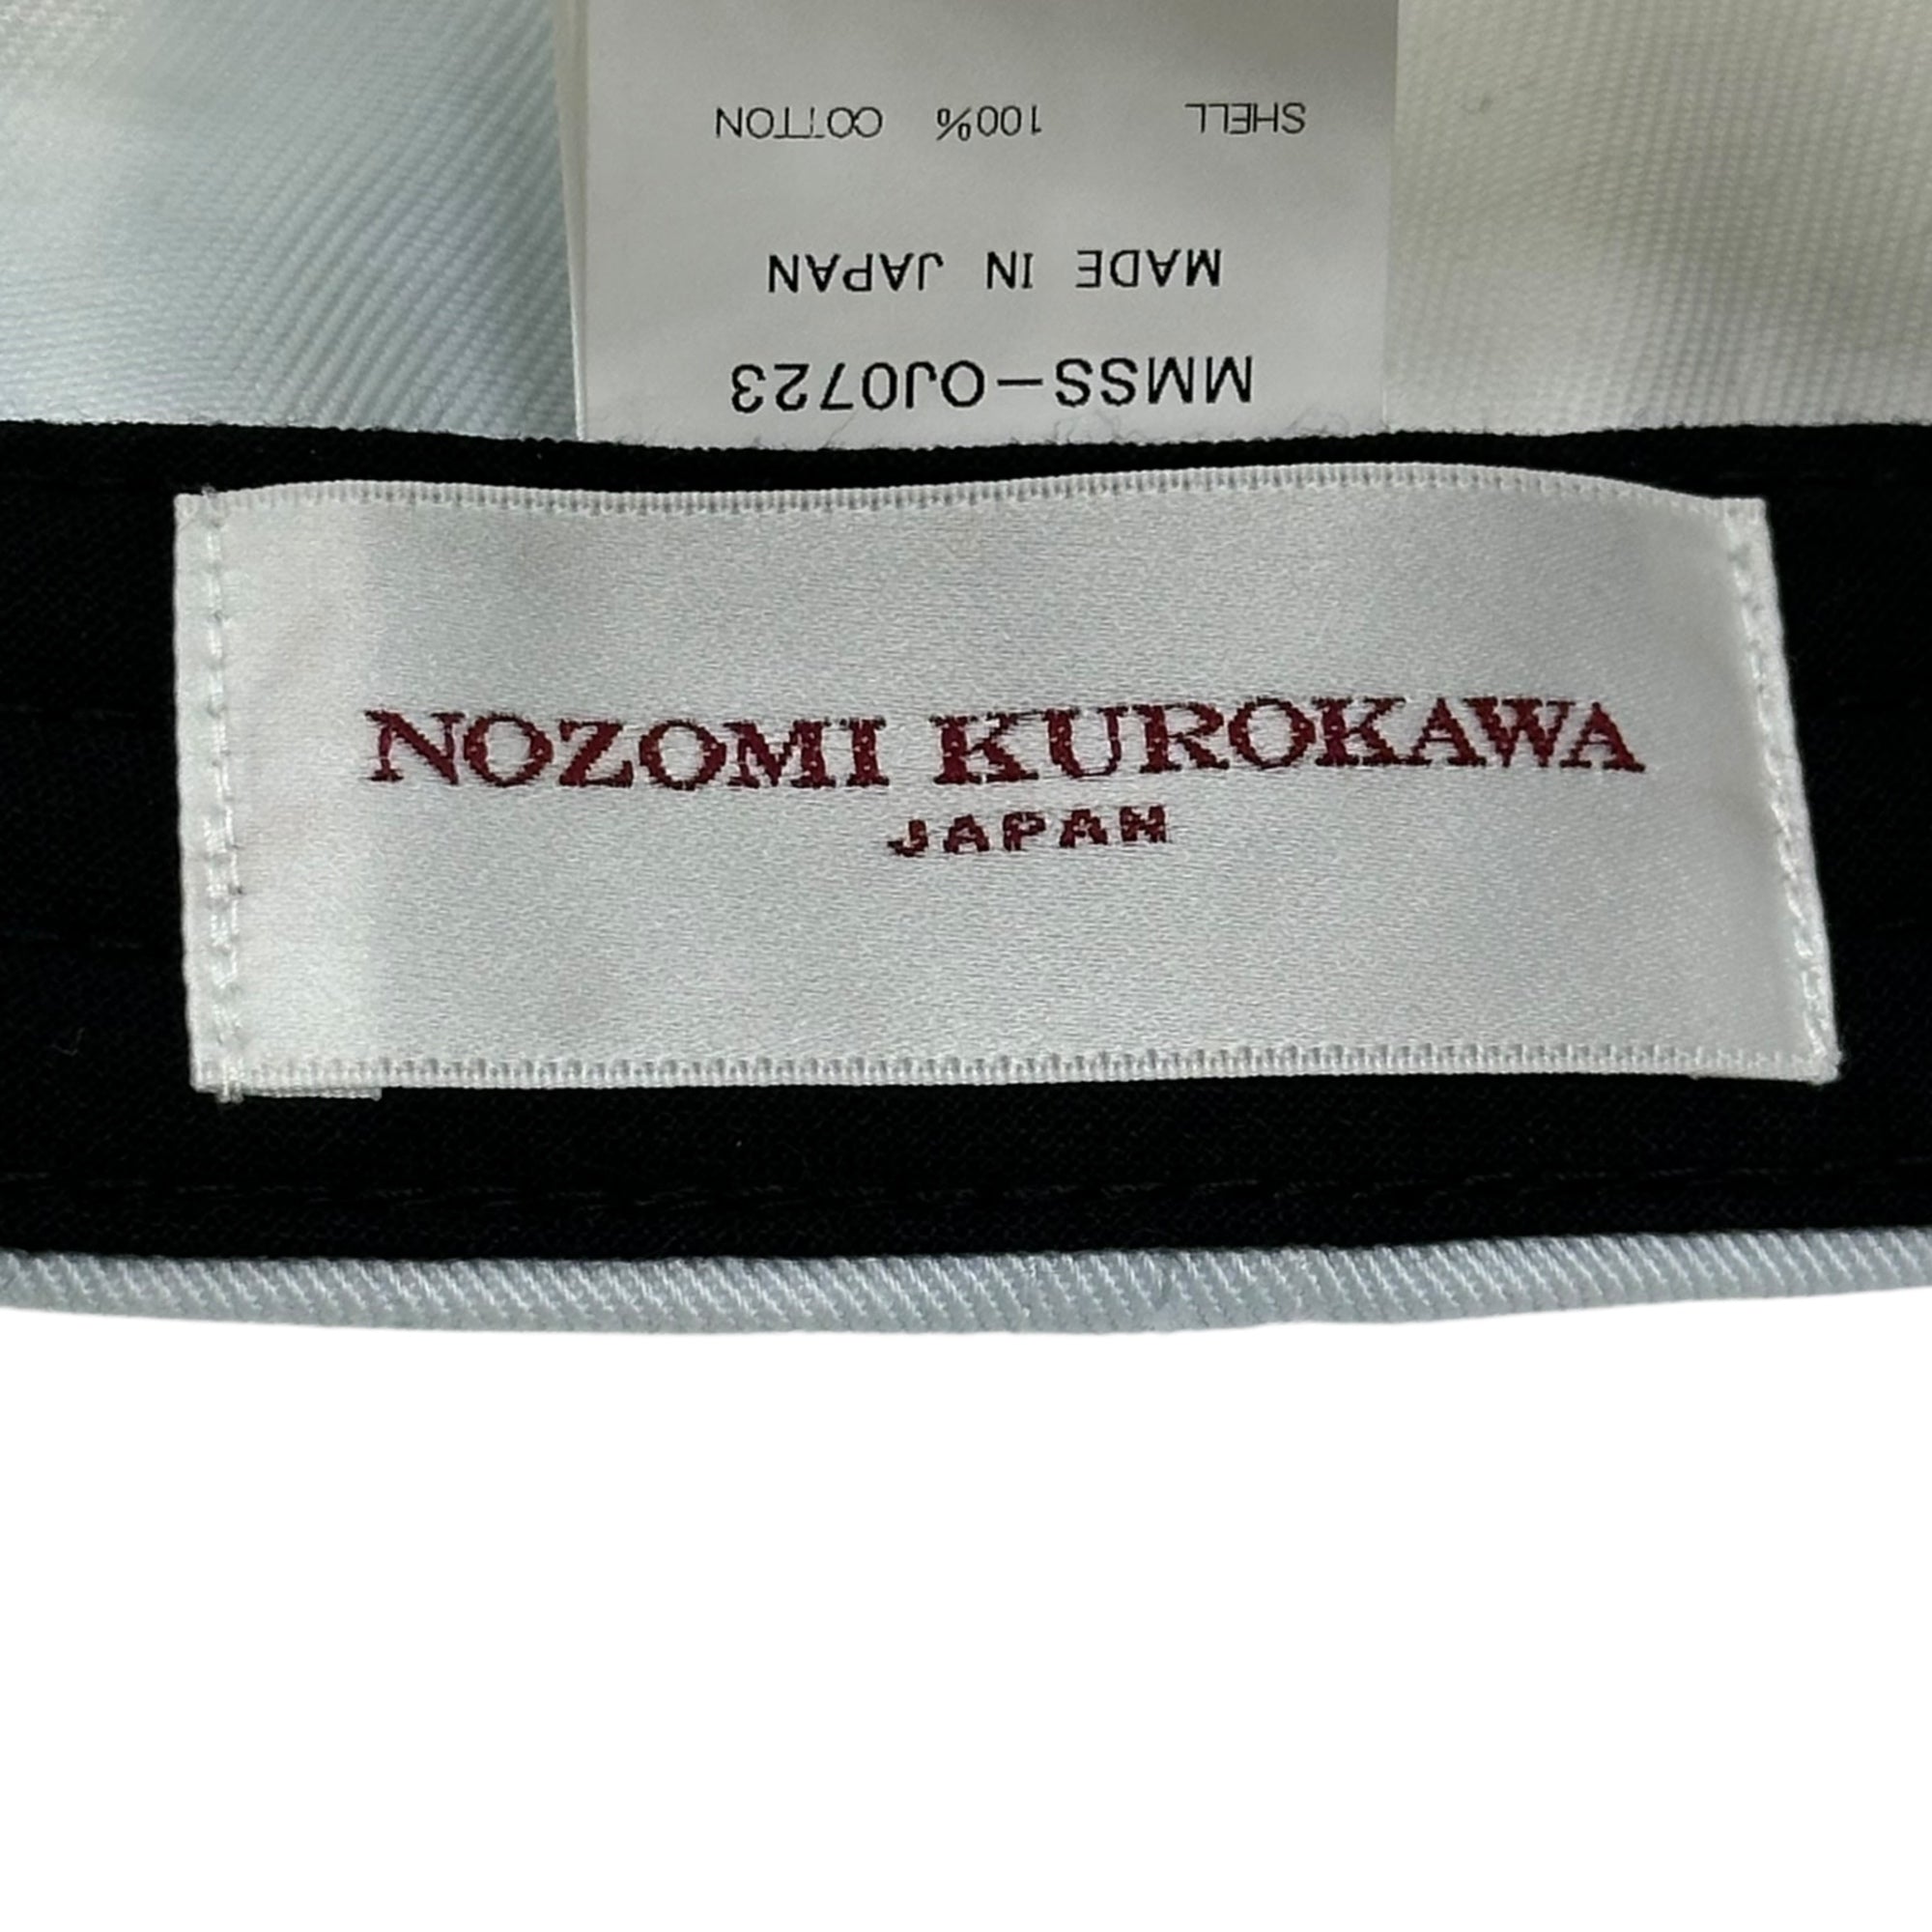 MMSS-OJ0723
MADE IN JAPAN
SHELL 100% COTTON
NOZOMI KUROKAWA
JAPAN